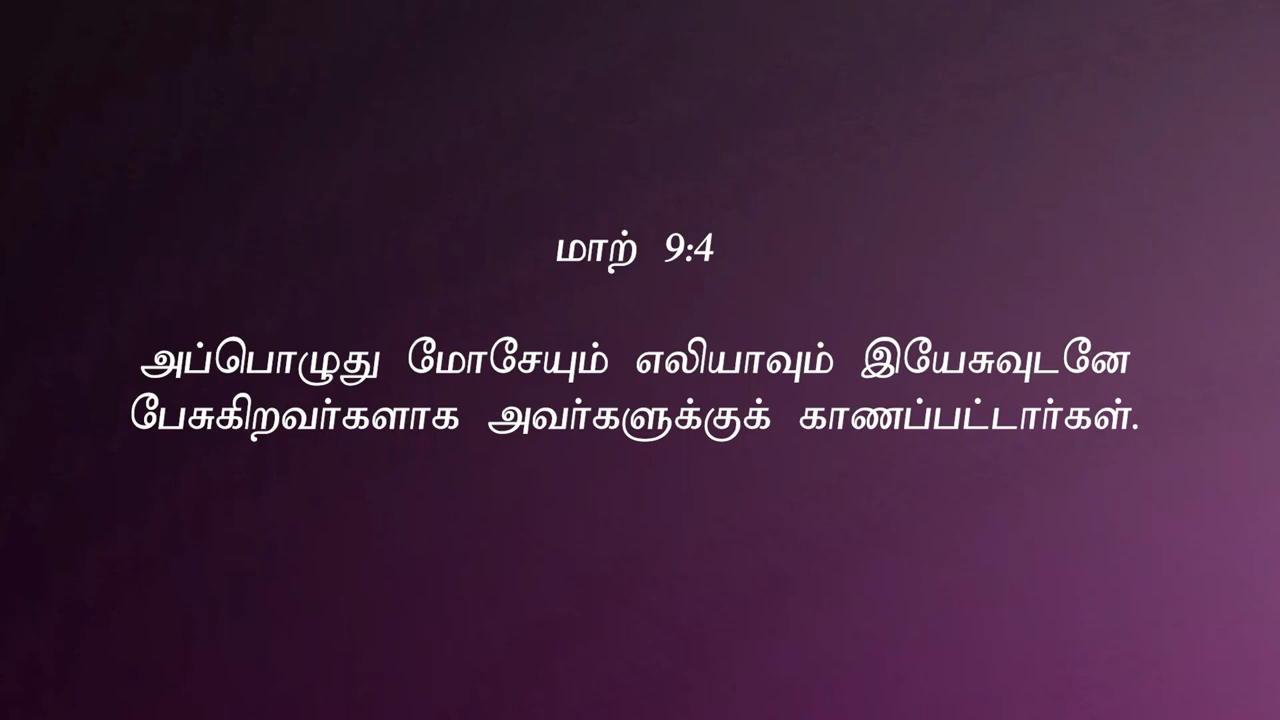 மாற் 9:4
அப்பொழுது மோசேயும் எலியாவும் இயேசுவுடனே
பேசுகிறவர்களாக அவர்களுக்குக் காணப்பட்டார்கள்.